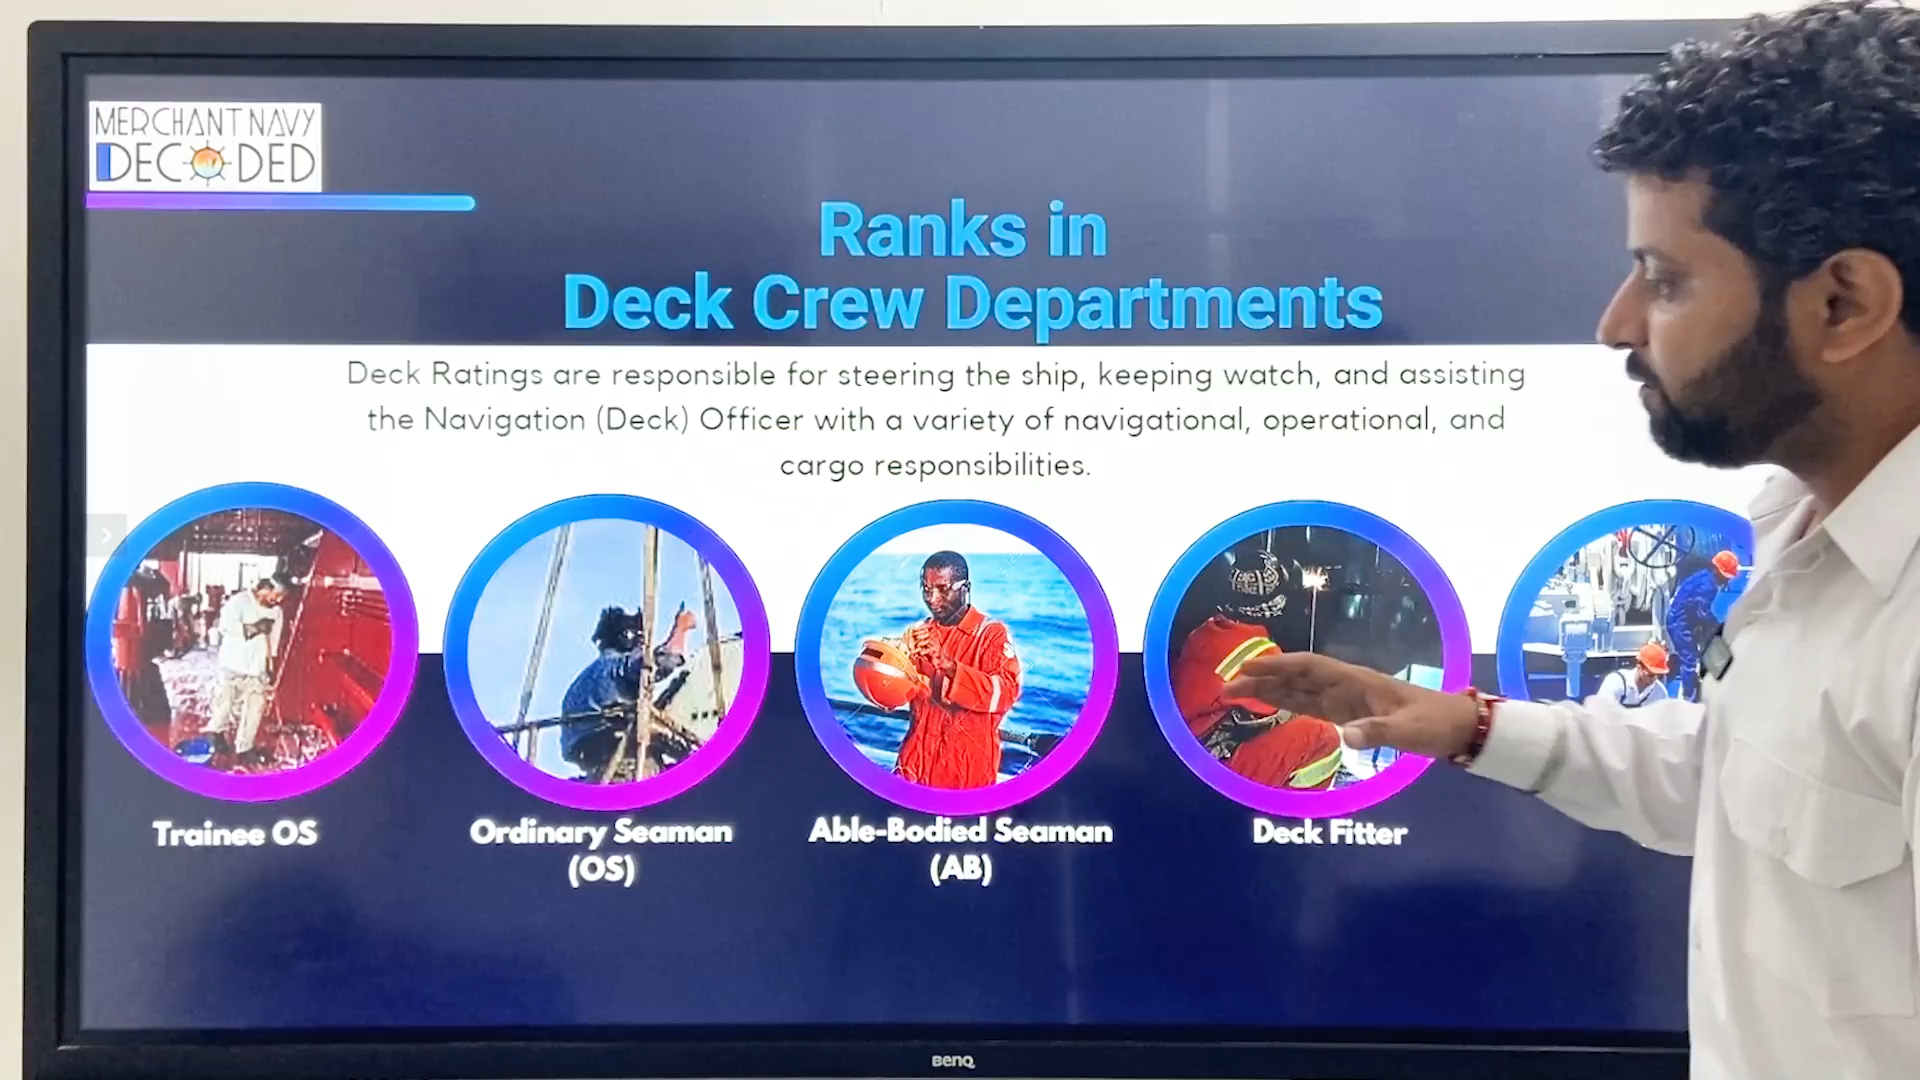 MERCHANT NAVY
DECODED
Ranks in
Deck Crew Departments
Deck Ratings are responsible for steering the ship, keeping watch, and assisting
the Navigation (Deck) Officer with a variety of navigational, operational, and
cargo responsibilities.
Trainee OS
Ordinary Seaman
(OS)
Able-Bodied Seaman
(AB)
Deck Fitter
BenQ